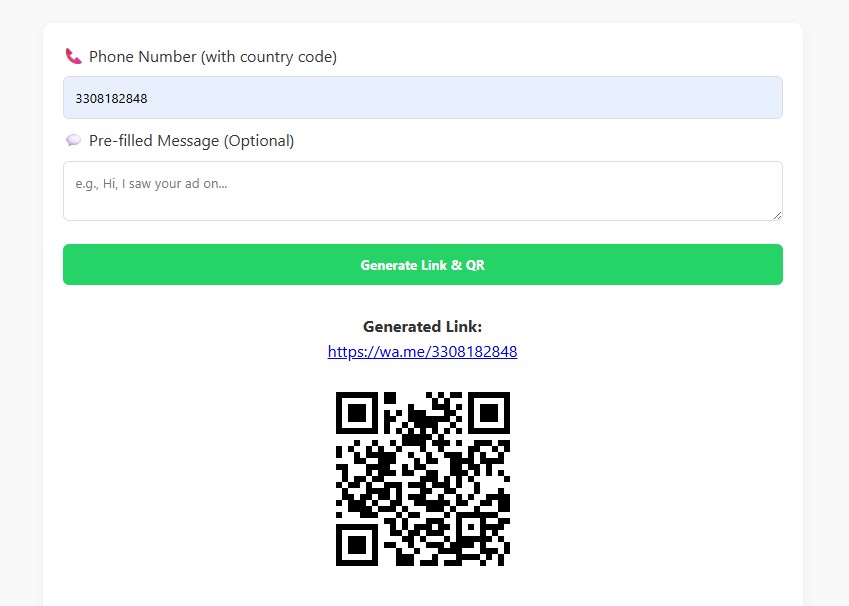 Phone Number (with country code)
3308182848
Pre-filled Message (Optional)
e.g., Hi, I saw your ad on...
Generate Link & QR
Generated Link:
https://wa.me/3308182848